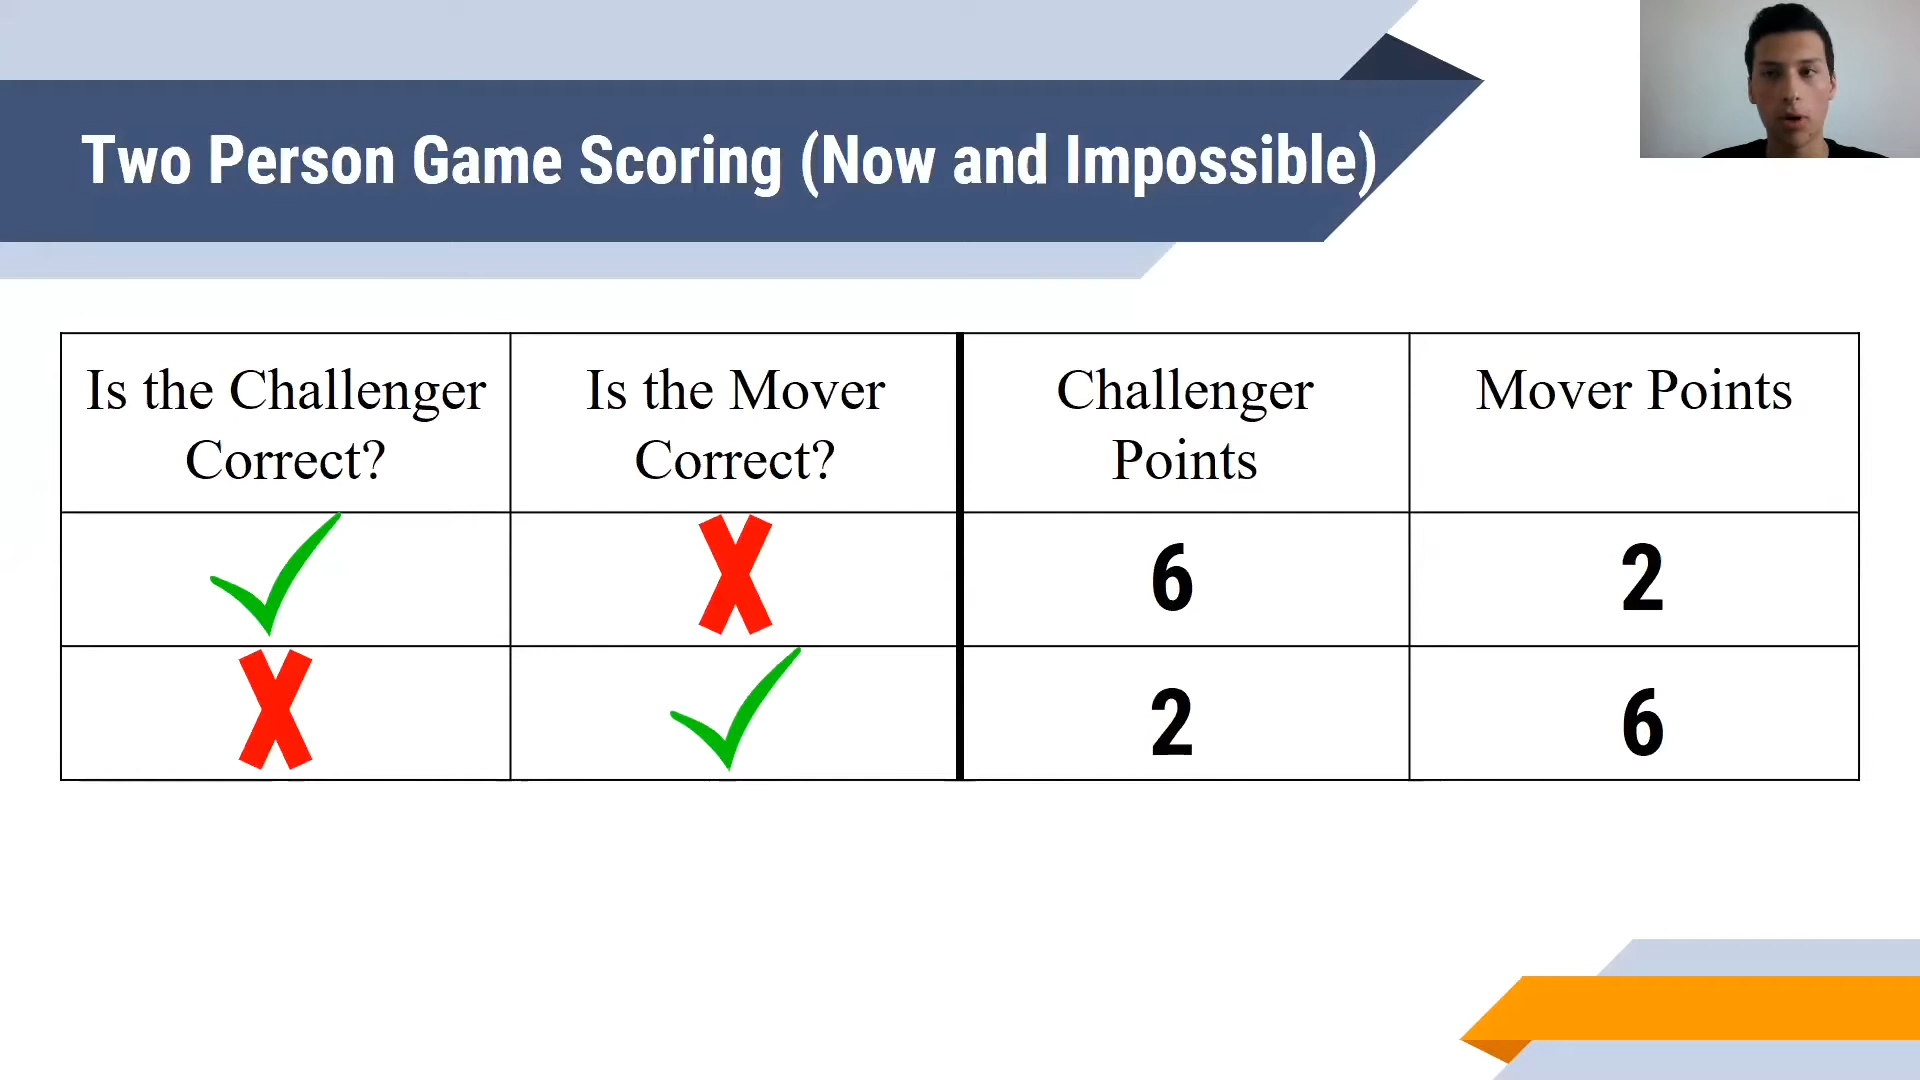 Two Person Game Scoring (Now and Impossible)
Is the Challenger Correct?
Is the Mover Correct?
Challenger Points
Mover Points
6
2
2
6